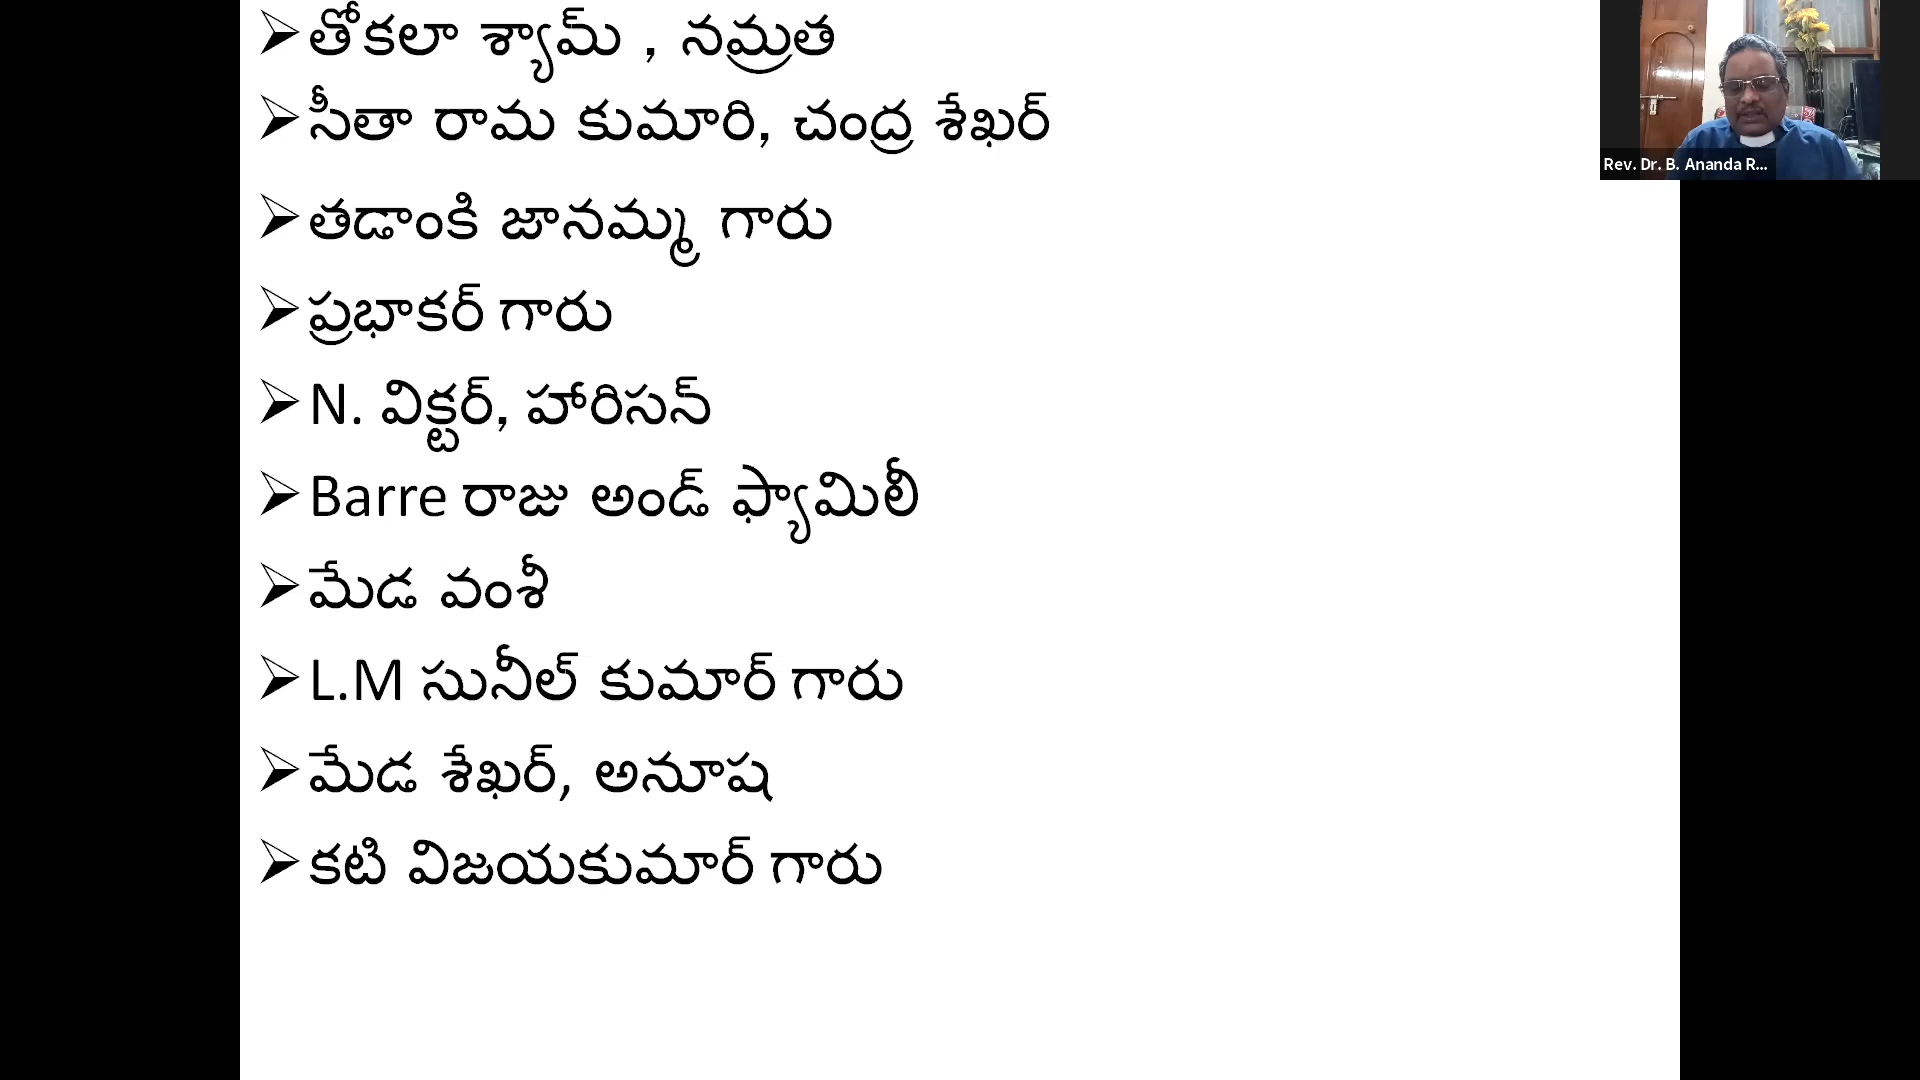 ➢తోకలా శ్యామ్ , నమ్రత
➢సీతా రామ కుమారి, చంద్ర శేఖర్
➢తడాంకి జానమ్మ గారు
➢ప్రభాకర్ గారు
➢N. విక్టర్, హారిసన్
➢Barre రాజు అండ్ ఫ్యామిలీ
➢మేడ వంశీ
➢L.M సునీల్ కుమార్ గారు
➢మేడ శేఖర్, అనూష
➢కటి విజయకుమార్ గారు
Rev. Dr. B. Ananda R...